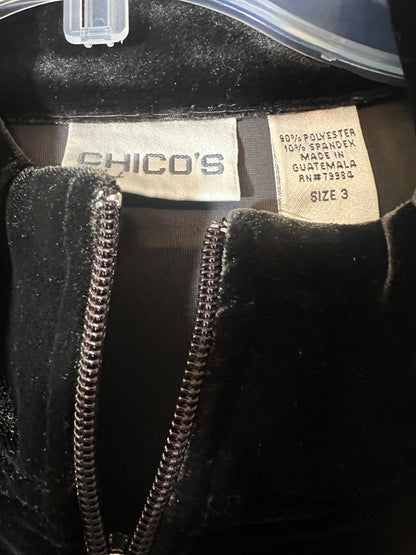 CHICO'S
90% POLYESTER
10% SPANDEX
MADE IN
GUATEMALA
RN#79984
SIZE 3